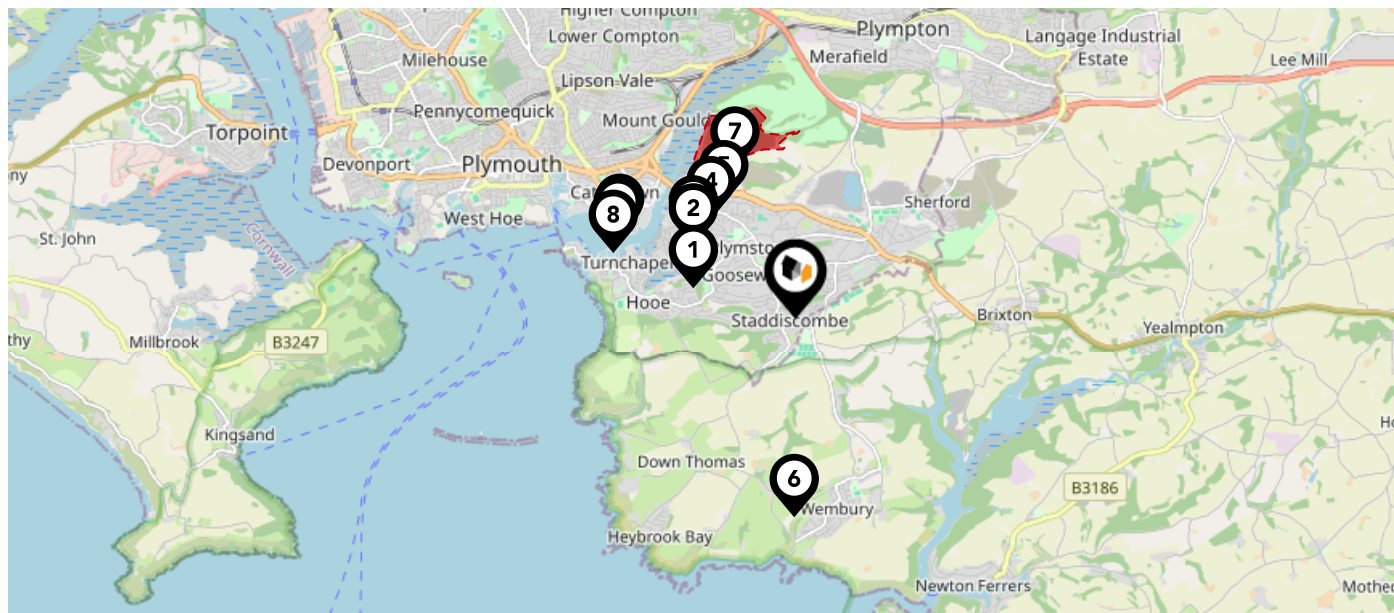 Higher Compton
Lower Compton
Plympton
Langage Industrial
Estate
Lee Mill
Milehouse
Merafield
Lipson Vale
Pennycomequick
Mount Gould
Torpoint
7
Devonport
Plymouth
5
4
2
8
1
West Hoe
Sherford
St. John
Cornwall
Turnchapel
Hooe
Staddiscombe
Brixton
Yealmpton
Millbrook
B3247
Kingsand
Down Thomas
6
B3186
Wembury
Heybrook Bay
Newton Ferrers